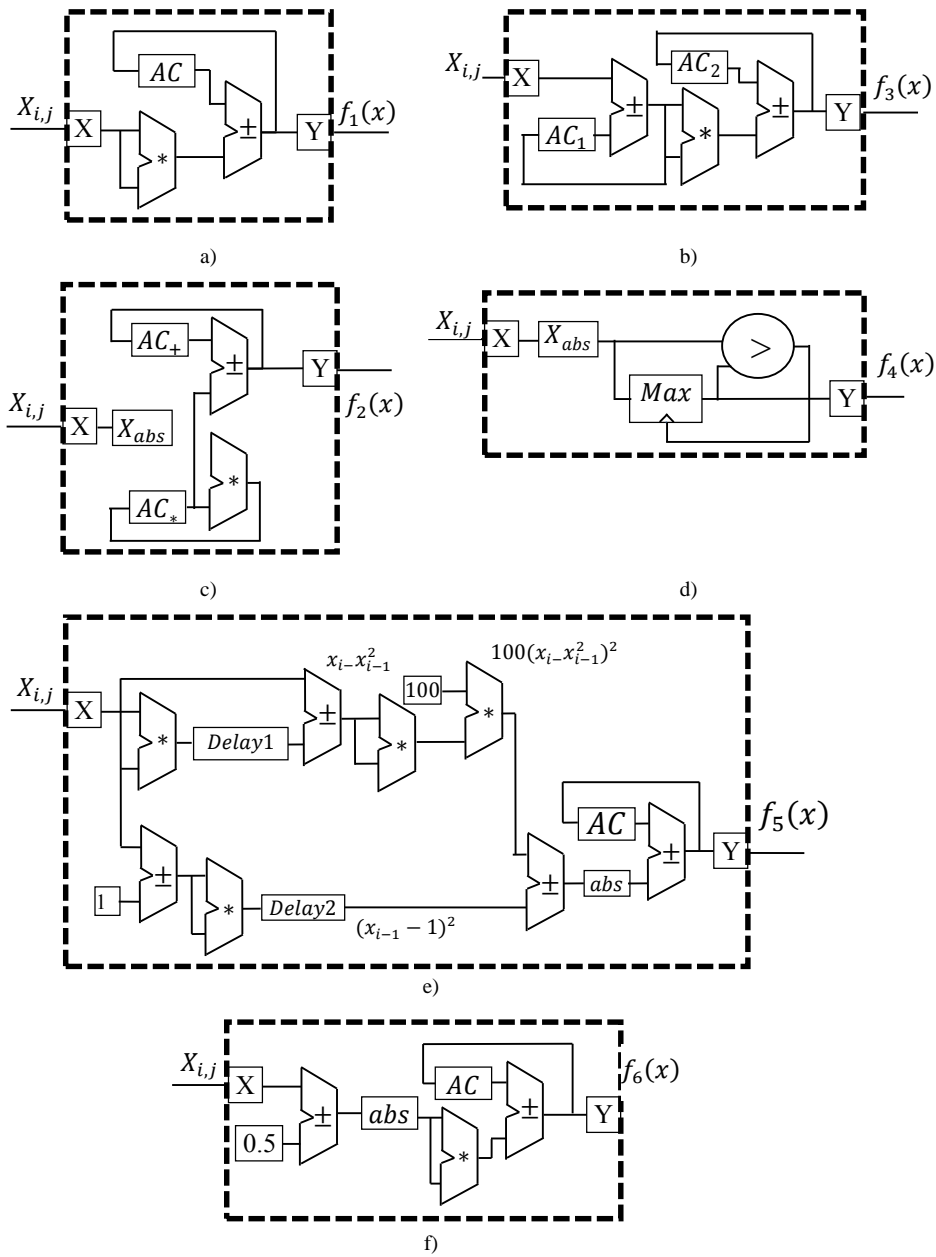 X_{i,j} X AC * ± Y f_1(x)
a)
X_{i,j} X AC_1 ± * AC_2 ± Y f_3(x)
b)
X_{i,j} X X_{abs} AC_+ ± AC_* * Y f_2(x)
c)
X_{i,j} X X_{abs} Max > Y f_4(x)
d)
x_{i-}x_{i-1}^2
100(x_{i-}x_{i-1}^2)^2
X_{i,j} X * Delay1 ± * 100 *
1 ± * Delay2 (x_{i-1} − 1)^2
± abs AC ± Y f_5(x)
e)
X_{i,j} X 0.5 ± abs * AC ± Y f_6(x)
f)